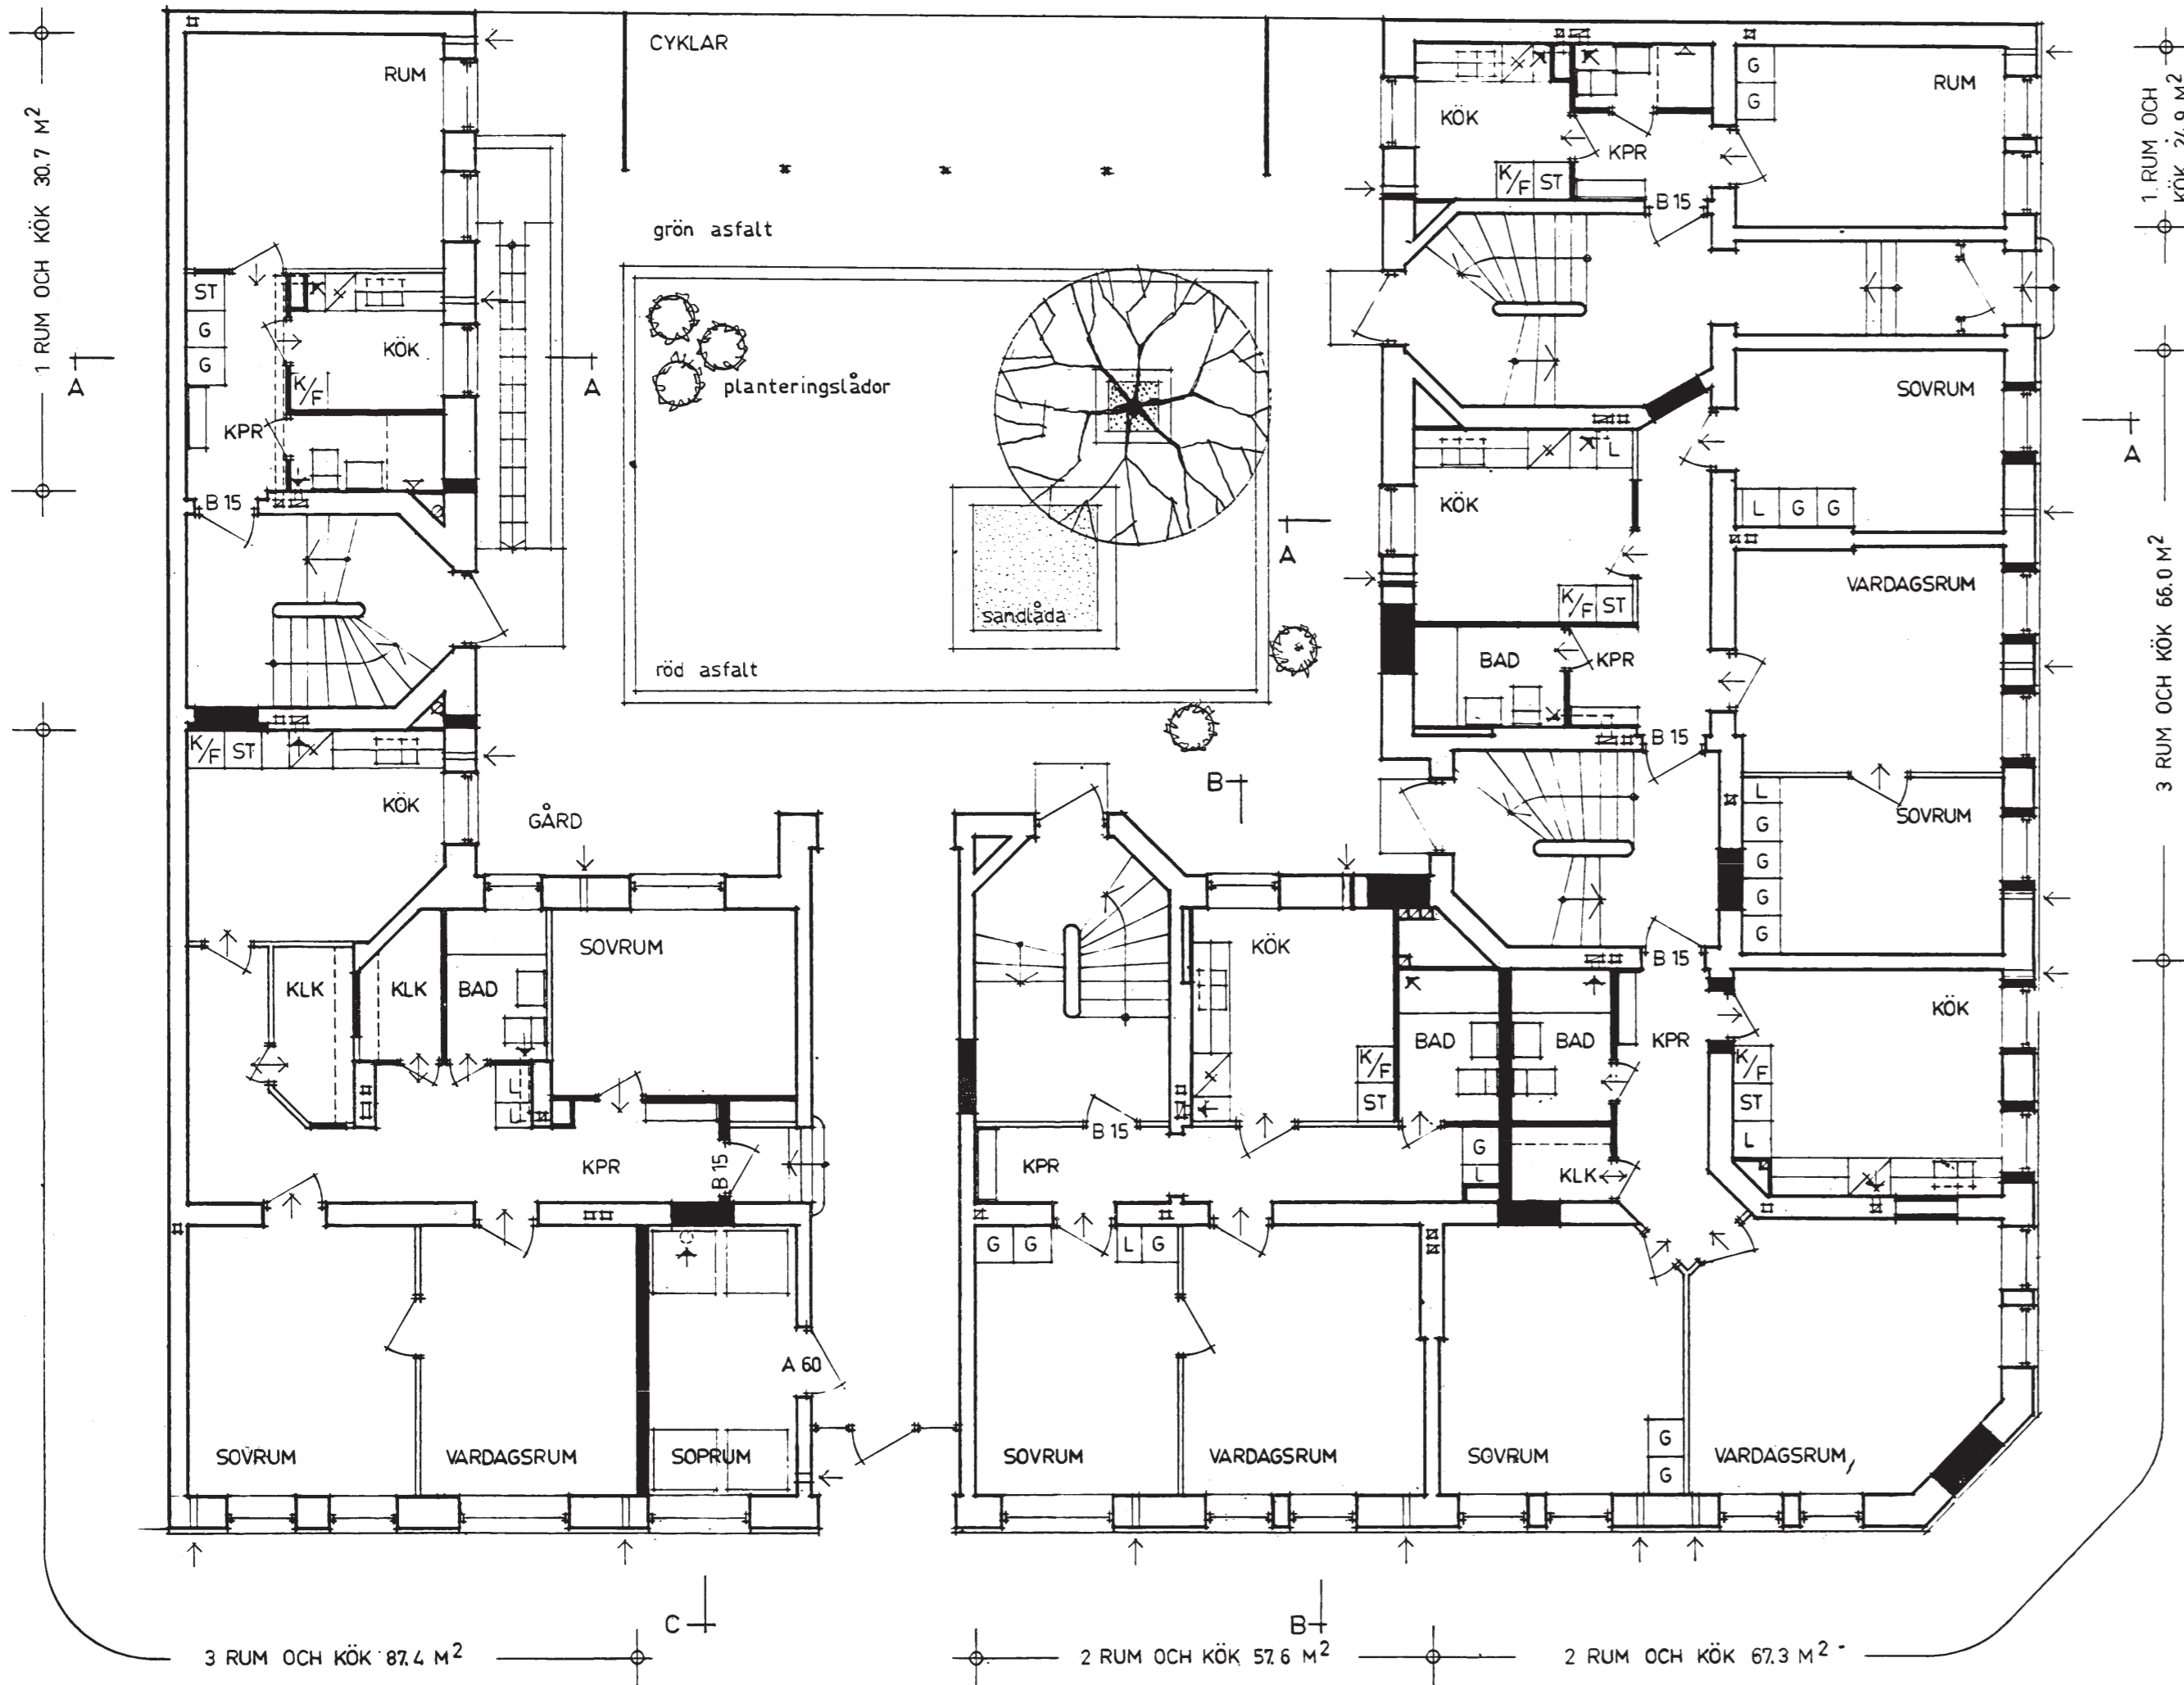 CYKLAR
RUM
1 RUM OCH KÖK 30.7 M²
grön asfalt
ST
G
G
KÖK
K/F
KPR
B 15
A
A
planteringslådor
sandlåda
röd asfalt
KÖK
K/F ST
KPR
B 15
G
G
RUM
1 RUM OCH
KÖK 24.9 M²
SOVRUM
L
KÖK
L G G
A
A
VARDAGSRUM
3 RUM OCH KÖK 66.0 M²
K/F ST
BAD
KPR
B 15
K/F ST
KÖK
GÅRD
B
L
G
G
G
G
SOVRUM
KLK
KLK
BAD
SOVRUM
L
L
KPR
B 15
KÖK
K/F
ST
BAD
BAD
B 15
KPR
KÖK
K/F
ST
L
B 15
KPR
G
L
KLK
G G
L G
A 60
G
G
SOVRUM
VARDAGSRUM
SOPRUM
SOVRUM
VARDAGSRUM
SOVRUM
VARDAGSRUM
C
B
3 RUM OCH KÖK 87.4 M²
2 RUM OCH KÖK 57.6 M²
2 RUM OCH KÖK 67.3 M²